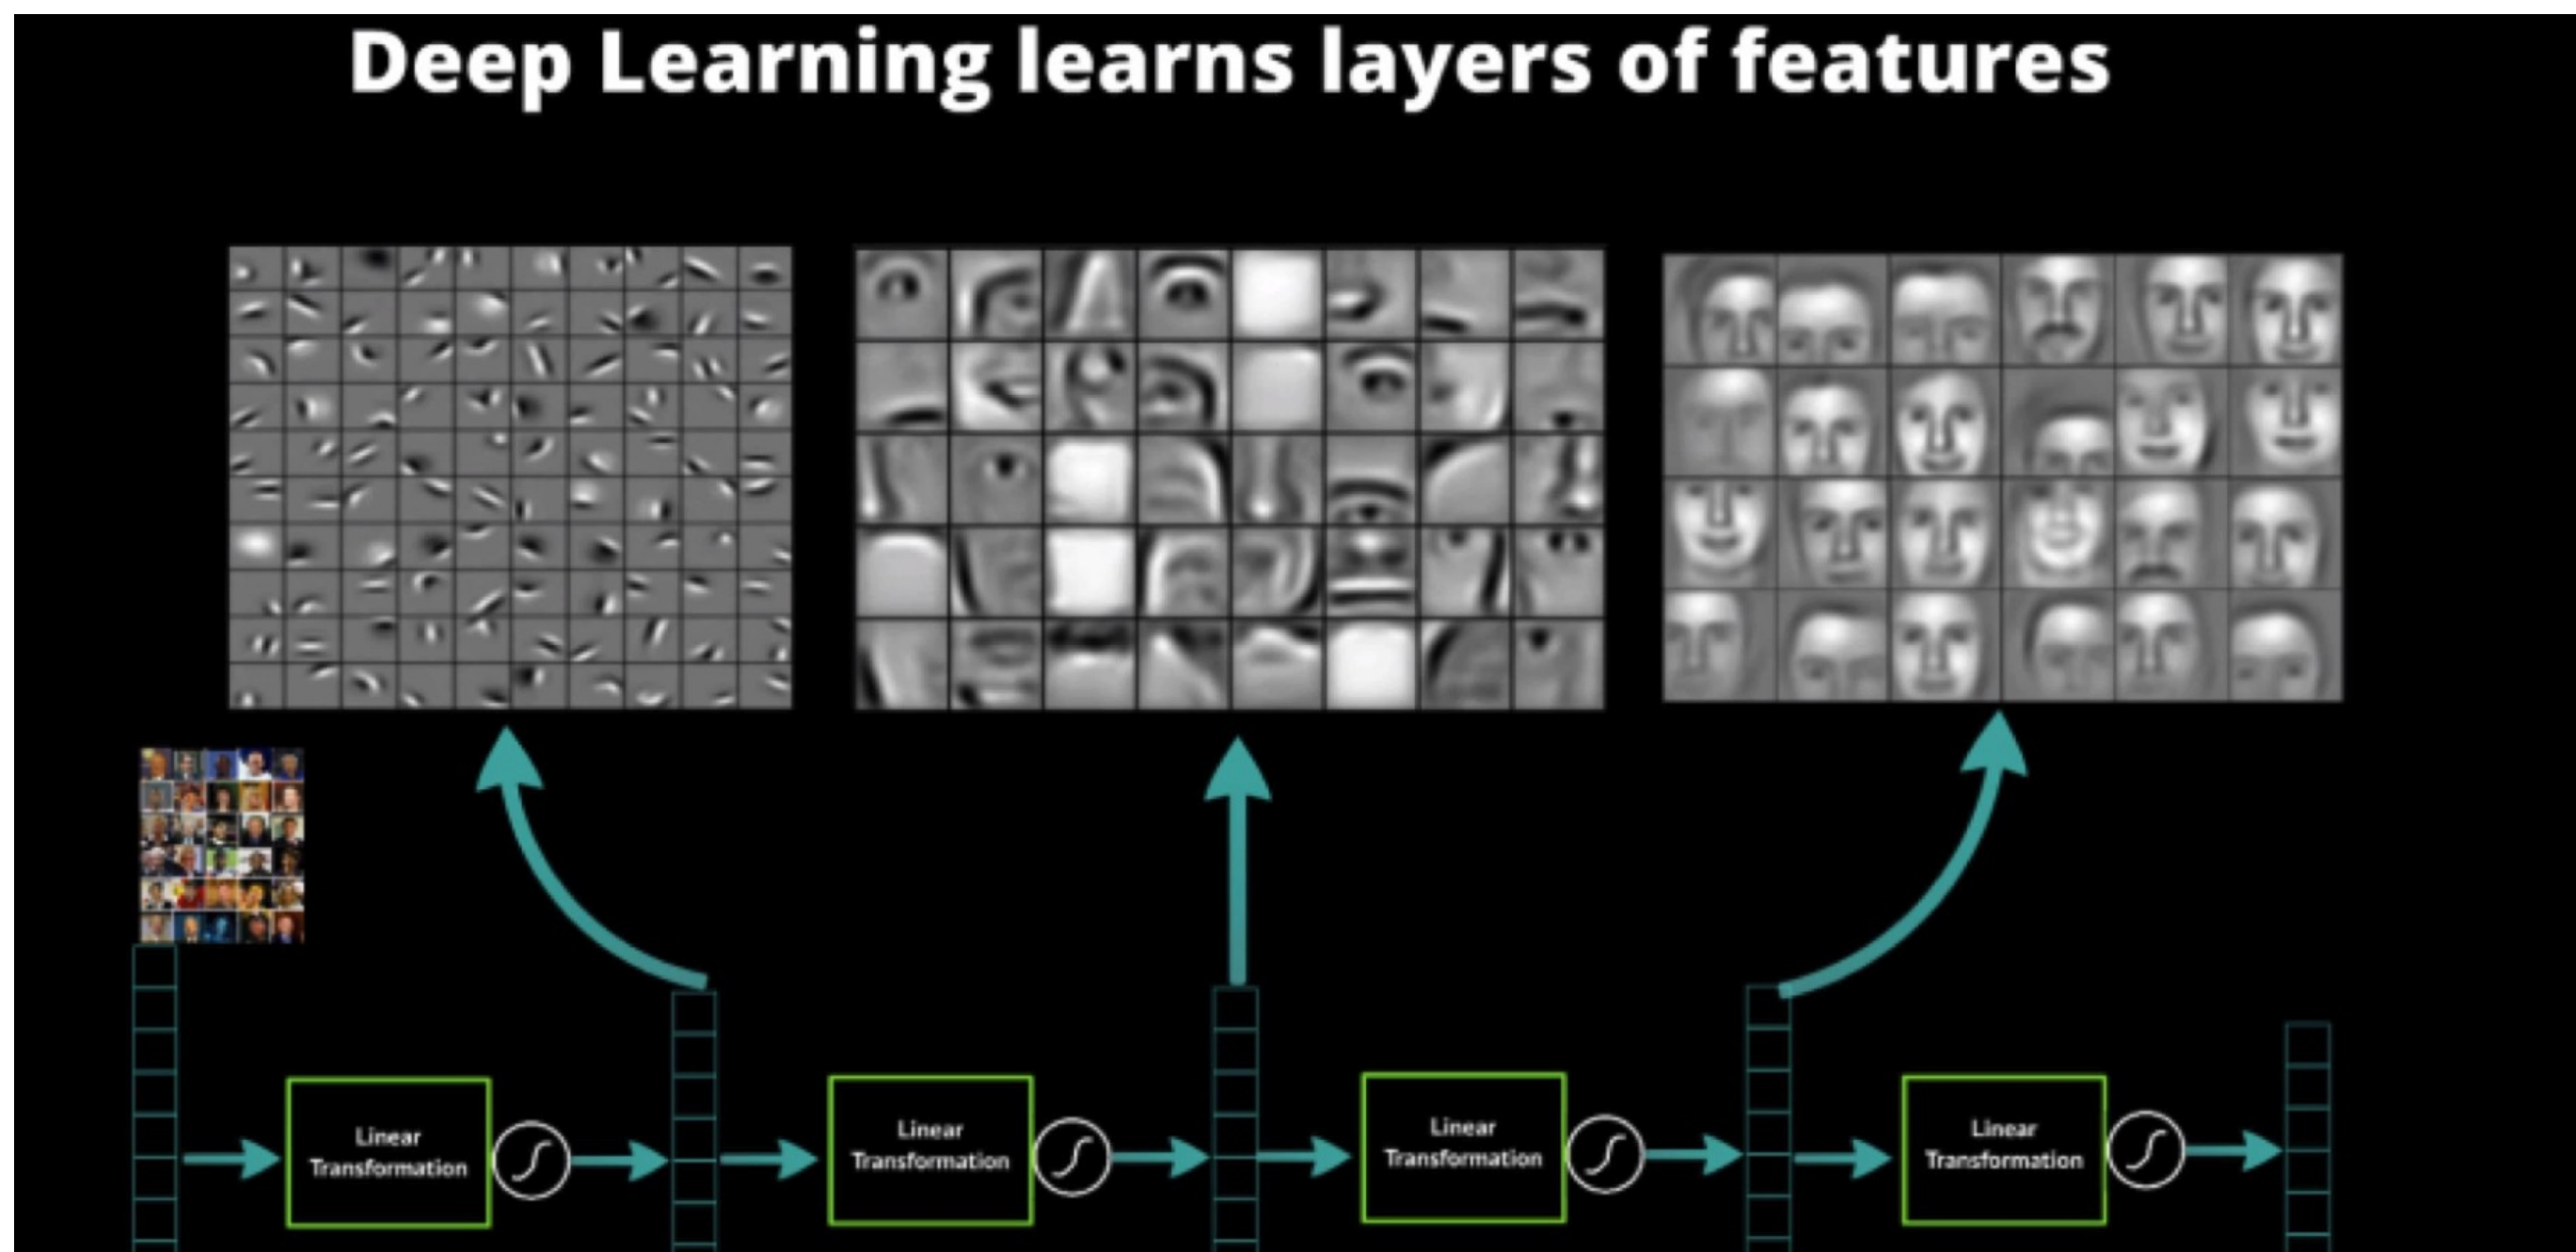 Deep Learning learns layers of features
Linear
Transformation
Linear
Transformation
Linear
Transformation
Linear
Transformation